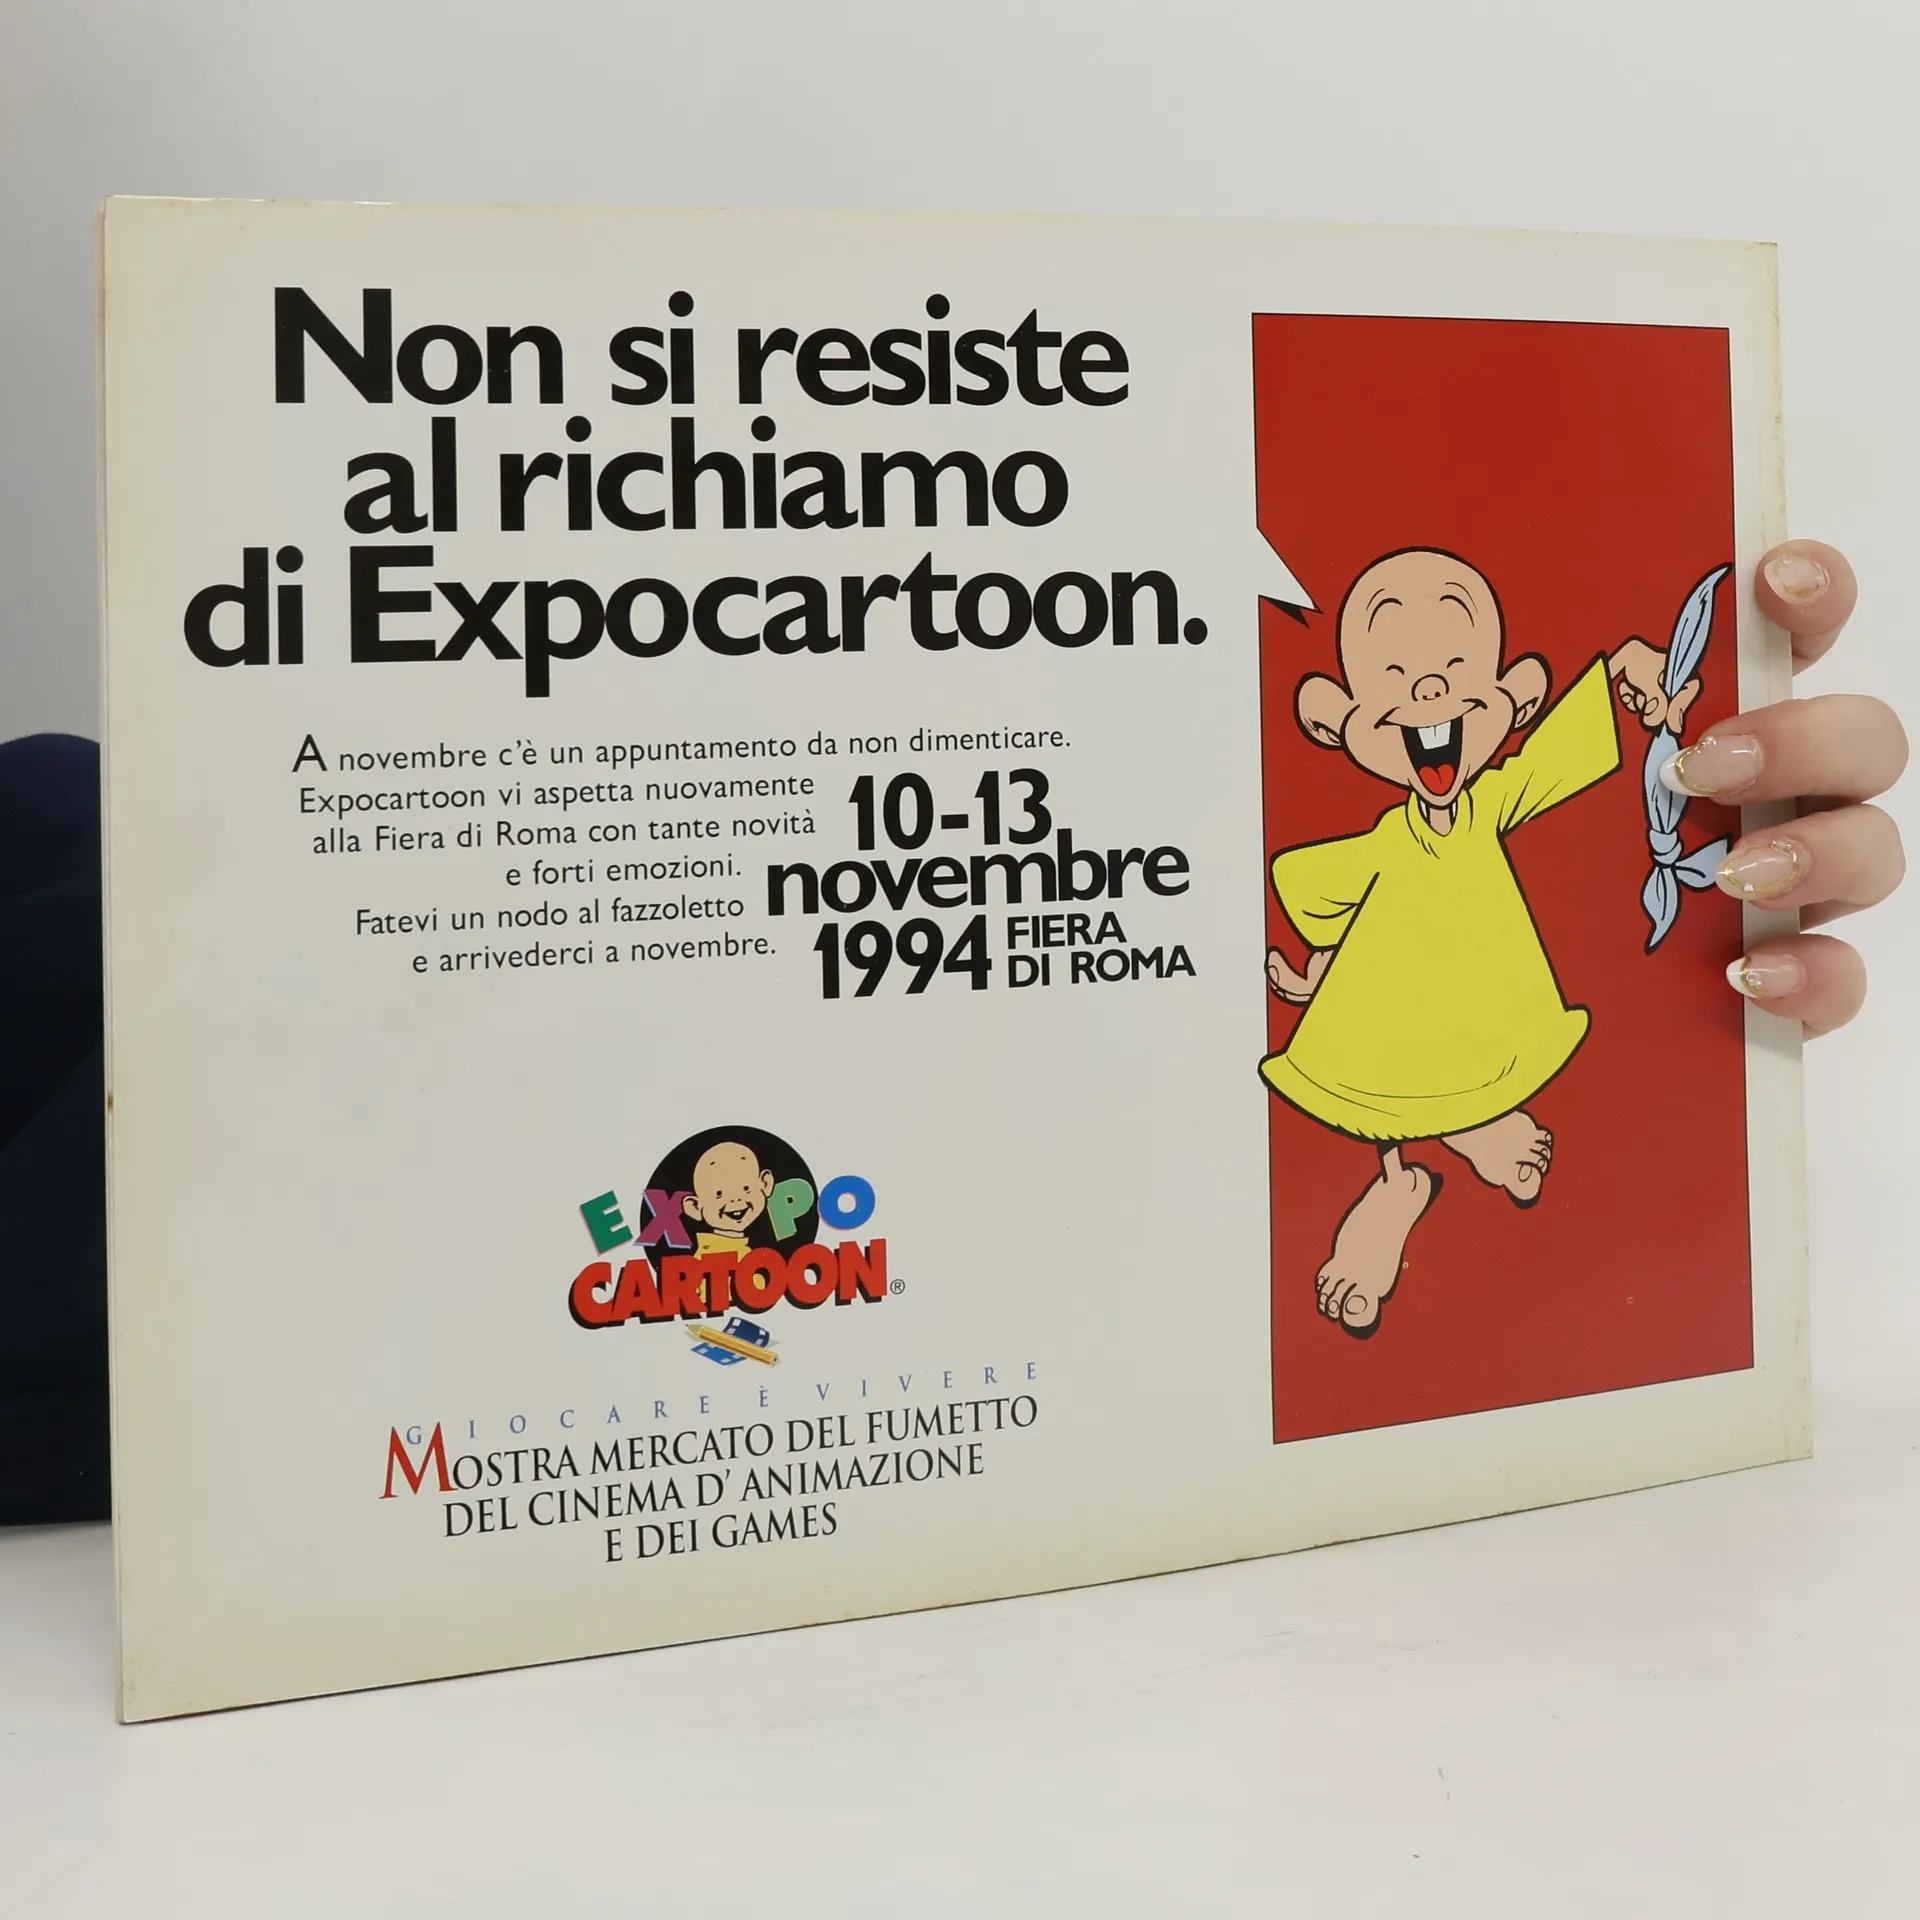 Non si resiste
al richiamo
di Expocartoon.
A novembre c'è un appuntamento da non dimenticare.
Expocartoon vi aspetta nuovamente
alla Fiera di Roma con tante novità
e forti emozioni.
Fatevi un nodo al fazzoletto
e arrivederci a novembre.
10-13
novembre
1994 FIERA
DI ROMA
EXPO
CARTOON®
GIOCARE È VIVERE
MOSTRA MERCATO DEL FUMETTO
DEL CINEMA D' ANIMAZIONE
E DEI GAMES